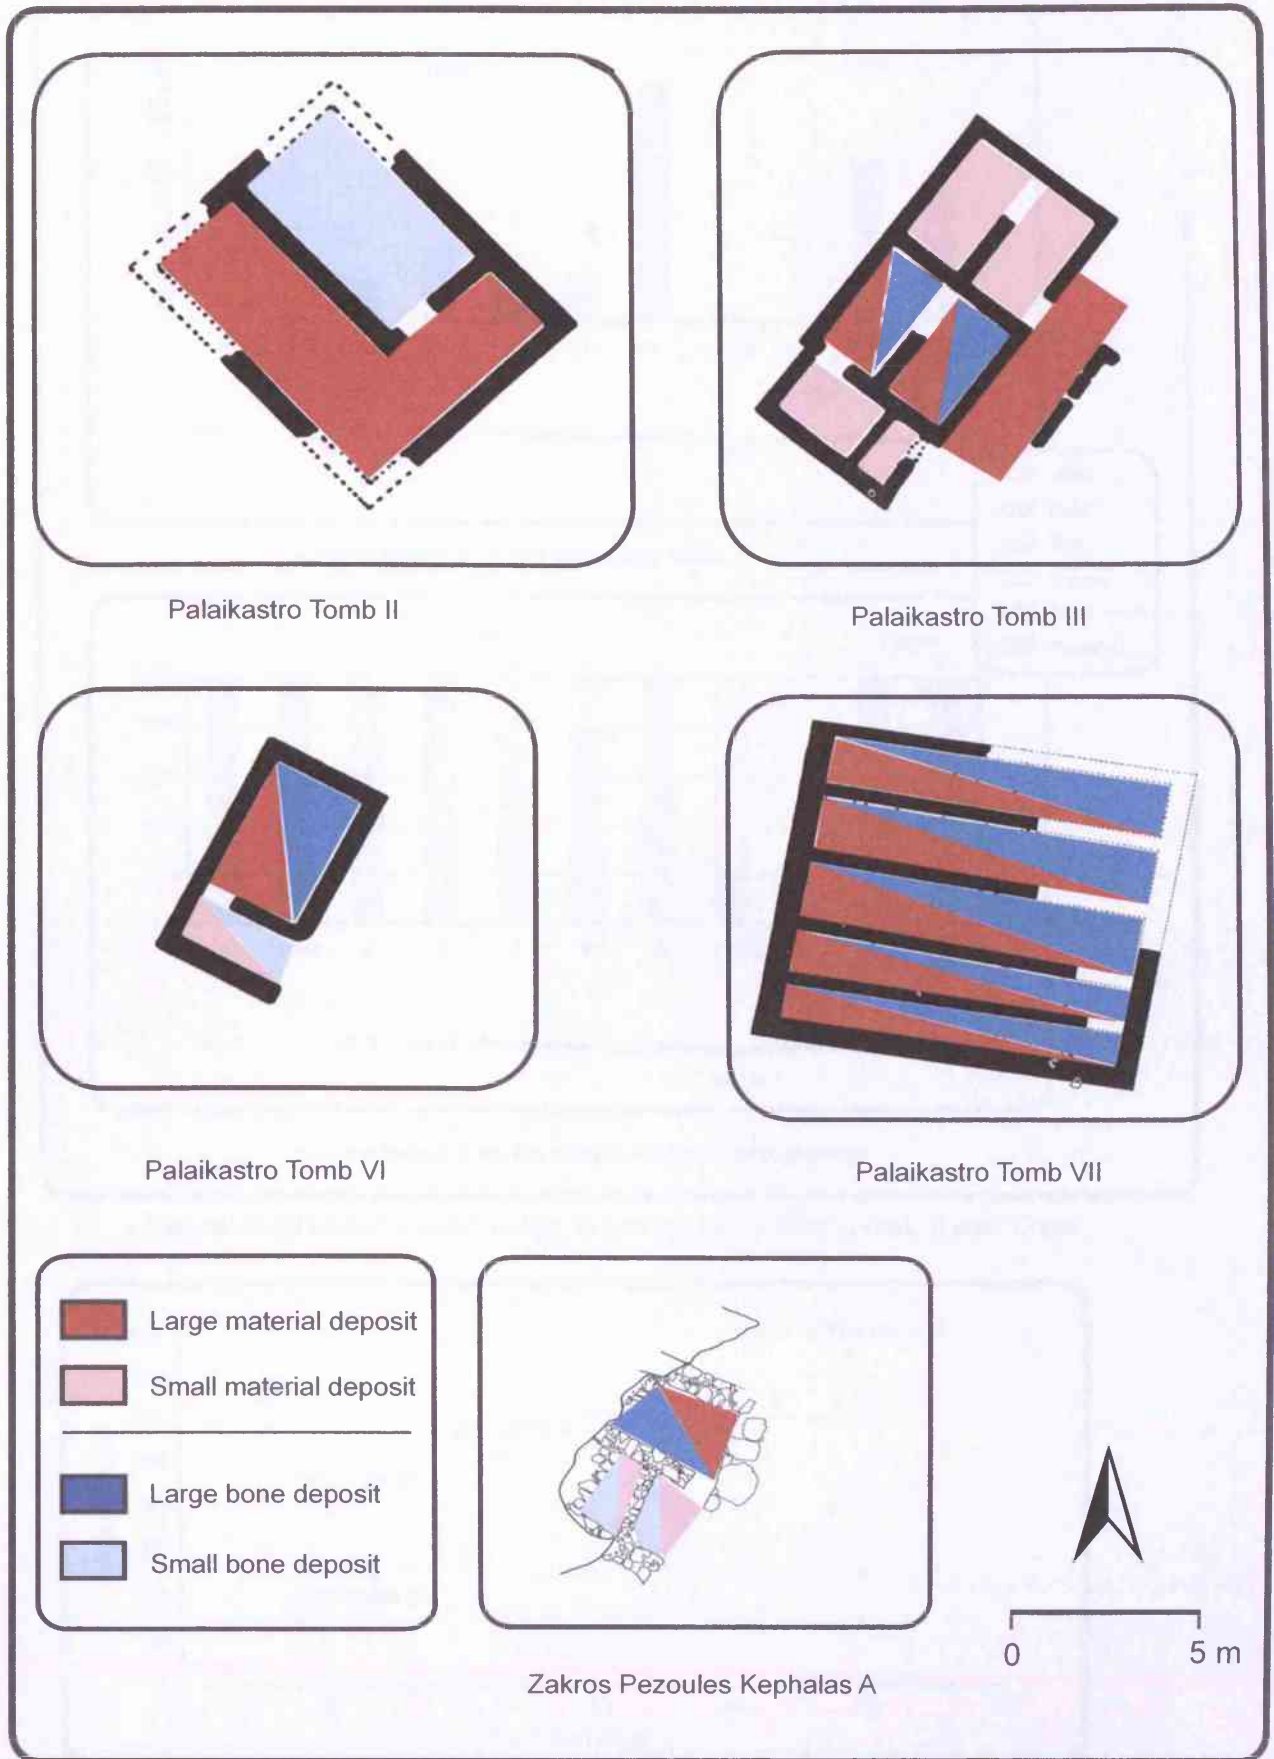 Palaikastro Tomb II
Palaikastro Tomb III
Palaikastro Tomb VI
Palaikastro Tomb VII
Large material deposit
Small material deposit
Large bone deposit
Small bone deposit
0 5 m
Zakros Pezoules Kephalas A